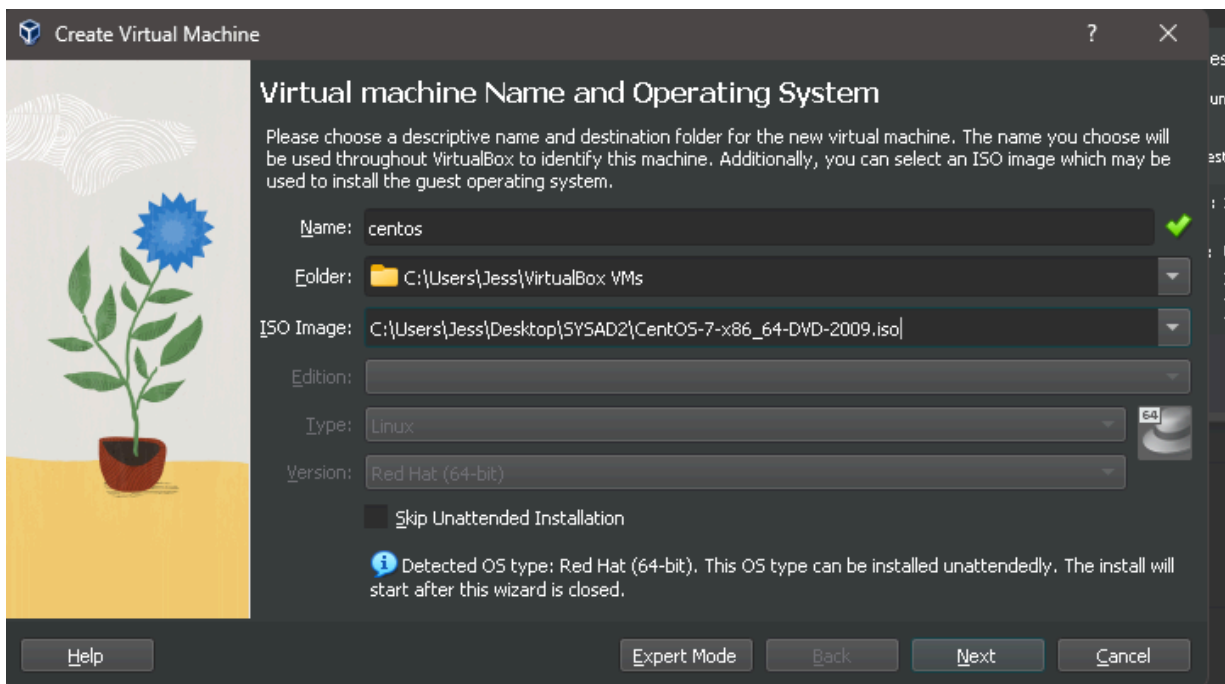 Create Virtual Machine
?
Virtual machine Name and Operating System
Please choose a descriptive name and destination folder for the new virtual machine. The name you choose will
be used throughout VirtualBox to identify this machine. Additionally, you can select an ISO image which may be
used to install the guest operating system.
Name: centos
Folder: C:\Users\Jess\VirtualBox VMs
ISO Image: C:\Users\Jess\Desktop\SYSAD2\CentOS-7-x86_64-DVD-2009.iso
Edition:
64
Type: Linux
Version: Red Hat (64-bit)
Skip Unattended Installation
Detected OS type: Red Hat (64-bit). This OS type can be installed unattendedly. The install will
start after this wizard is closed.
Help Expert Mode Back Next Cancel